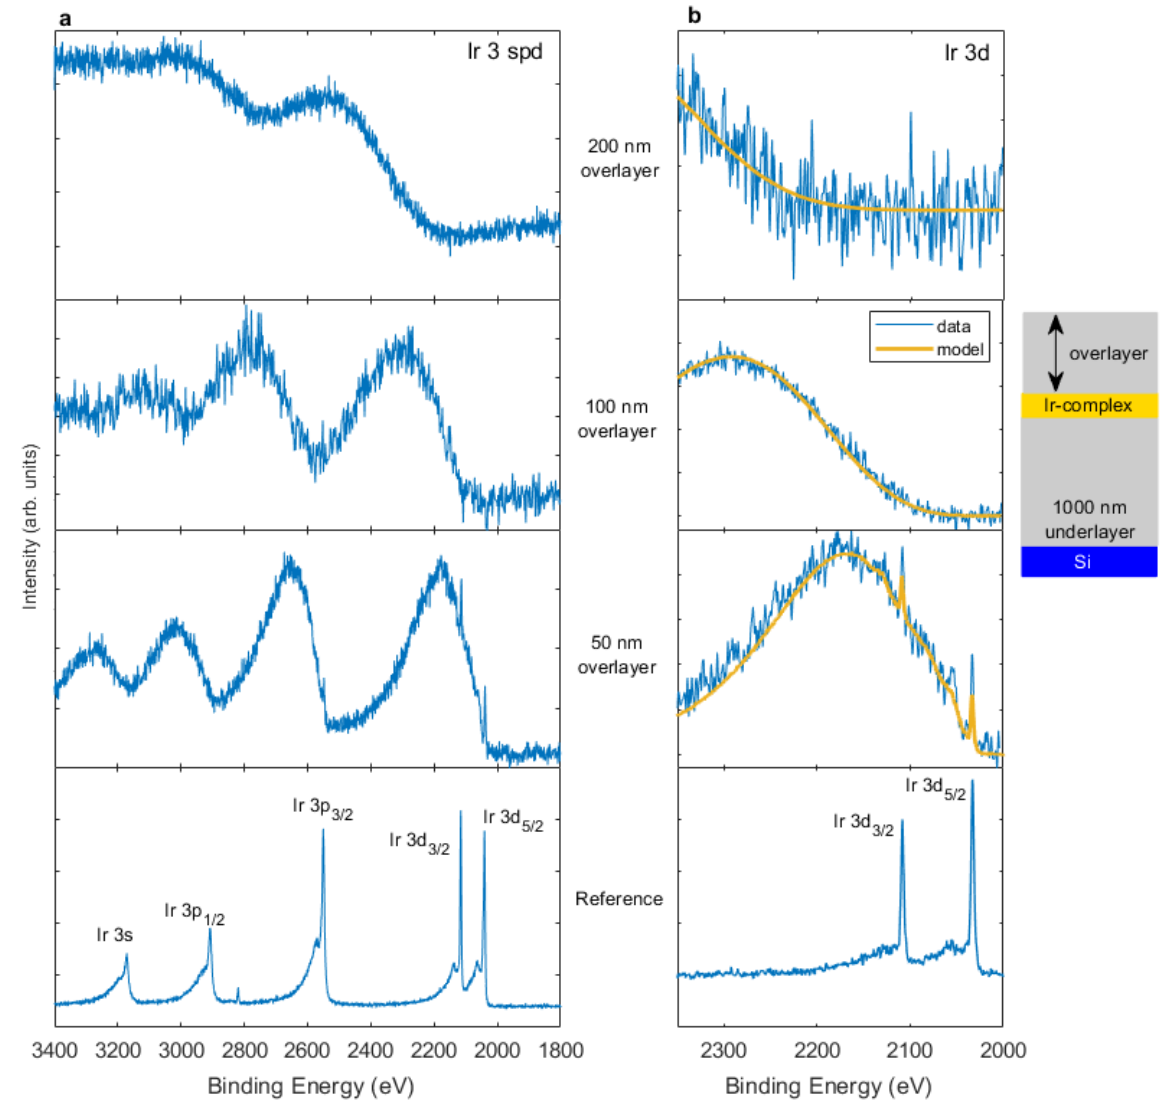 a
b
Ir 3 spd
Ir 3d
200 nm
overlayer
data
model
100 nm
overlayer
overlayer
Ir-complex
1000 nm
underlayer
Si
Intensity (arb. units)
50 nm
overlayer
Ir 3s
Ir 3p1/2
Ir 3p3/2
Ir 3d3/2
Ir 3d5/2
Reference
Ir 3d3/2
Ir 3d5/2
3400 3200 3000 2800 2600 2400 2200 2000 1800
2300 2200 2100 2000
Binding Energy (eV)
Binding Energy (eV)